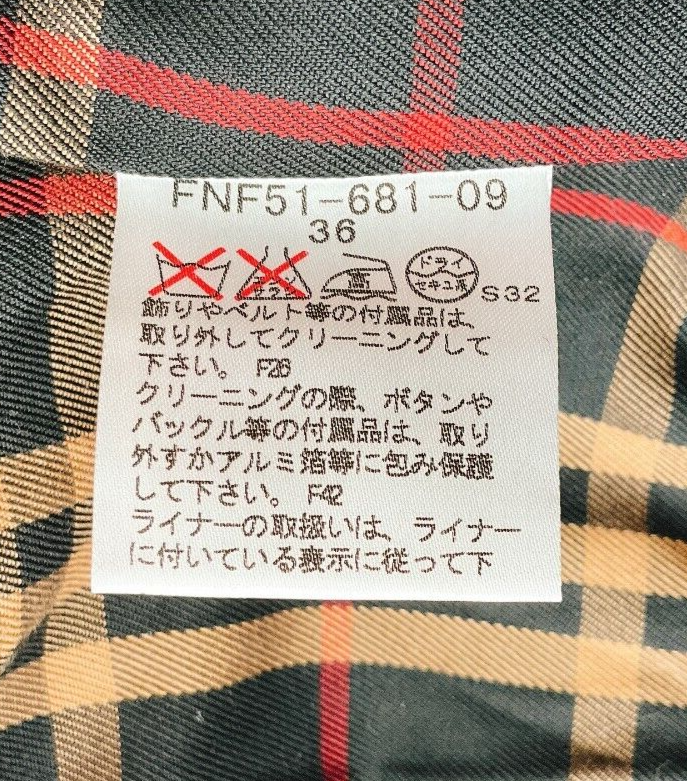 FNF51-681-09
36
高 ドライ
セキユ系 S32
飾りやベルト等の付属品は、
取り外してクリーニングして
下さい。 F26
クリーニングの際、ボタンや
バックル等の付属品は、取り
外すかアルミ箔等に包み保護
して下さい。 F42
ライナーの取扱いは、ライナー
に付いている表示に従って下